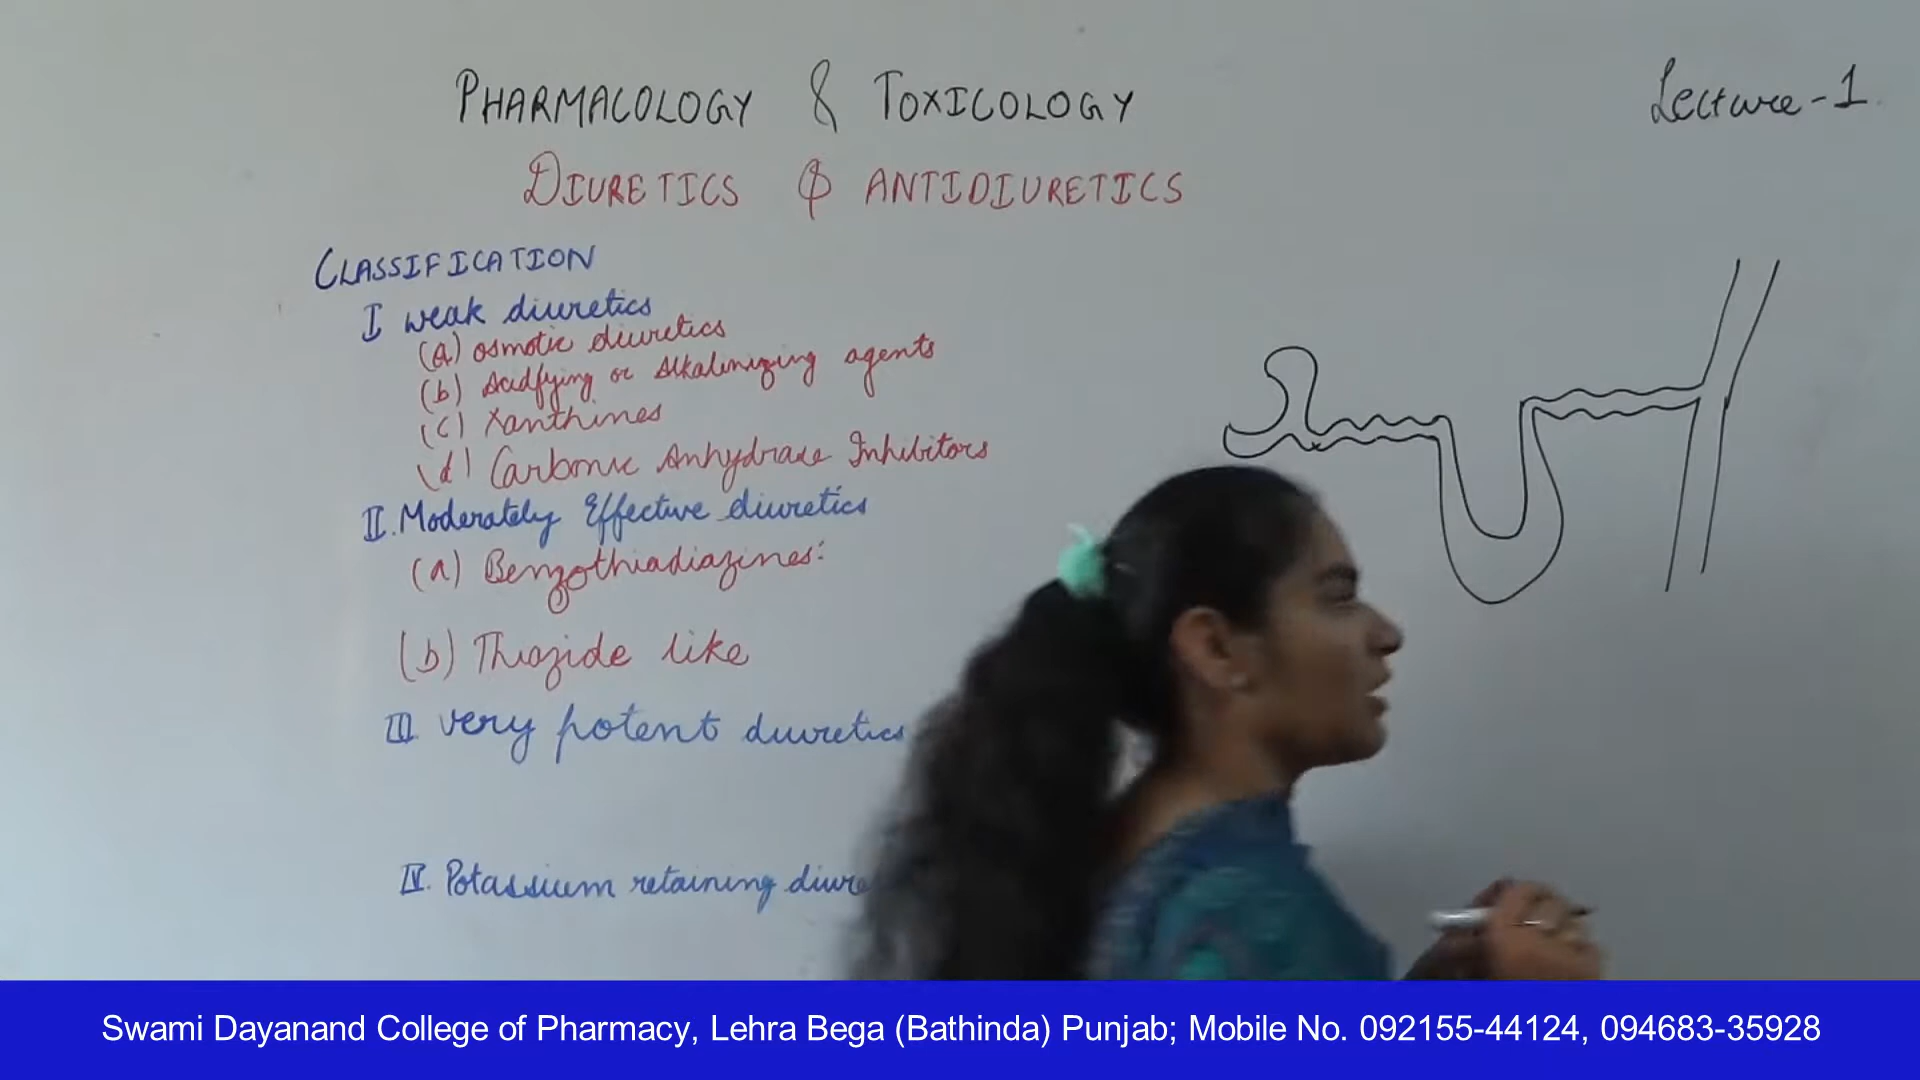 PHARMACOLOGY & TOXICOLOGY
Lecture-1
DIURETICS & ANTIDIURETICS
CLASSIFICATION
I weak diuretics
(a) osmotic diuretics
(b) Acidfying or Alkalinizing agents
(c) Xanthines
(d) Carbonic Anhydrase Inhibitors
II. Moderately Effective diuretics
(a) Benzothiadiazines:
(b) Thiazide like
III. very potent diuretics
IV. Potassium retaining diure
Swami Dayanand College of Pharmacy, Lehra Bega (Bathinda) Punjab; Mobile No. 092155-44124, 094683-35928